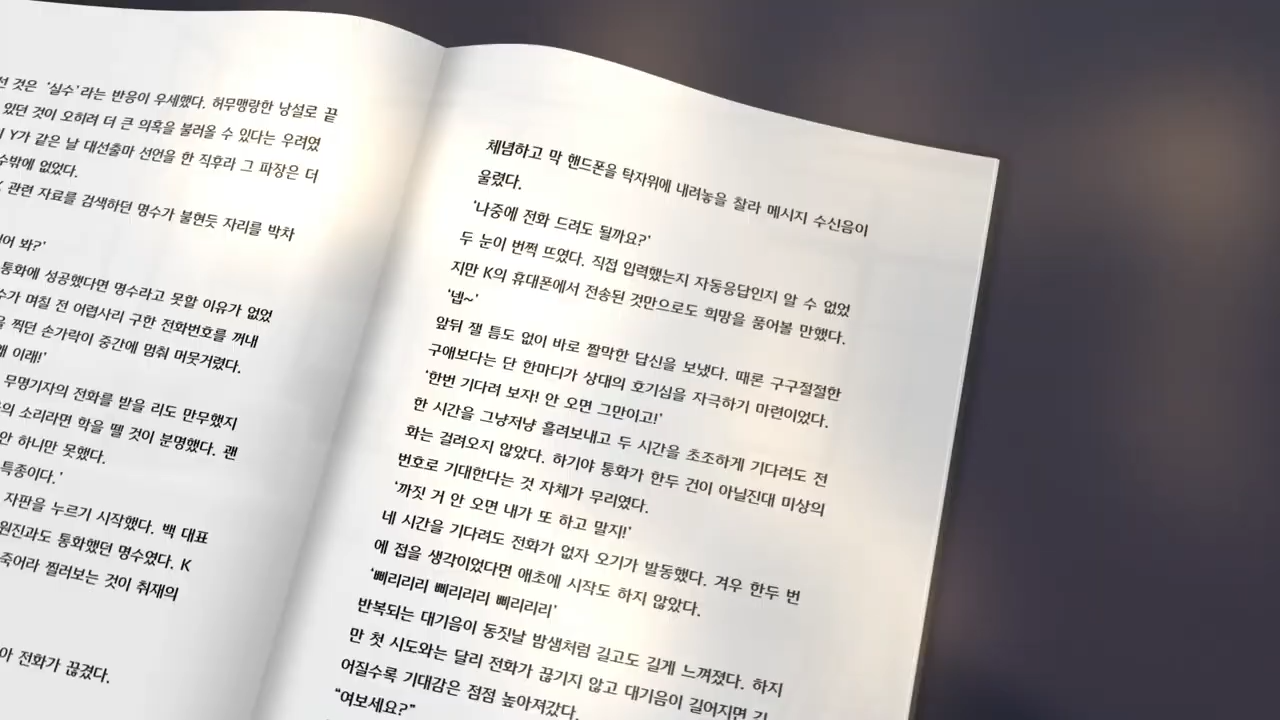 선 것은 '실수'라는 반응이 우세했다. 허무맹랑한 낭설로 끝
있던 것이 오히려 더 큰 의혹을 불러올 수 있다는 우려였
Y가 같은 날 대선출마 선언을 한 직후라 그 파장은 더
수밖에 없었다.
관련 자료를 검색하던 명수가 불현듯 자리를 박차
어 봐?'
통화에 성공했다면 명수라고 못할 이유가 없었
수가 며칠 전 어렵사리 구한 전화번호를 꺼내
찍던 손가락이 중간에 멈춰 머뭇거렸다.
왜 이래!'
무명기자의 전화를 받을 리도 만무했지
의 소리라면 학을 뗄 것이 분명했다. 괜
안 하니만 못했다.
특종이다.'
자판을 누르기 시작했다. 백 대표
원진과도 통화했던 명수였다. K
죽어라 찔러보는 것이 취재의
아 전화가 끊겼다.
체념하고 막 핸드폰을 탁자위에 내려놓을 찰라 메시지 수신음이
울렸다.
'나중에 전화 드려도 될까요?'
두 눈이 번쩍 뜨였다. 직접 입력했는지 자동응답인지 알 수 없었
지만 K의 휴대폰에서 전송된 것만으로도 희망을 품어볼 만했다.
'넵~'
앞뒤 잴 틈도 없이 바로 짤막한 답신을 보냈다. 때론 구구절절한
구애보다는 단 한마디가 상대의 호기심을 자극하기 마련이었다.
'한번 기다려 보자! 안 오면 그만이고!'
한 시간을 그냥저냥 흘려보내고 두 시간을 초조하게 기다려도 전
화는 걸려오지 않았다. 하기야 통화가 한두 건이 아닐진대 미상의
번호로 기대한다는 것 자체가 무리였다.
'까짓 거 안 오면 내가 또 하고 말지!'
네 시간을 기다려도 전화가 없자 오기가 발동했다. 겨우 한두 번
에 접을 생각이었다면 애초에 시작도 하지 않았다.
'삐리리리 삐리리리 삐리리리'
반복되는 대기음이 동짓날 밤샘처럼 길고도 길게 느껴졌다. 하지
만 첫 시도와는 달리 전화가 끊기지 않고 대기음이 길어지면 길
어질수록 기대감은 점점 높아져갔다.
"여보세요?"